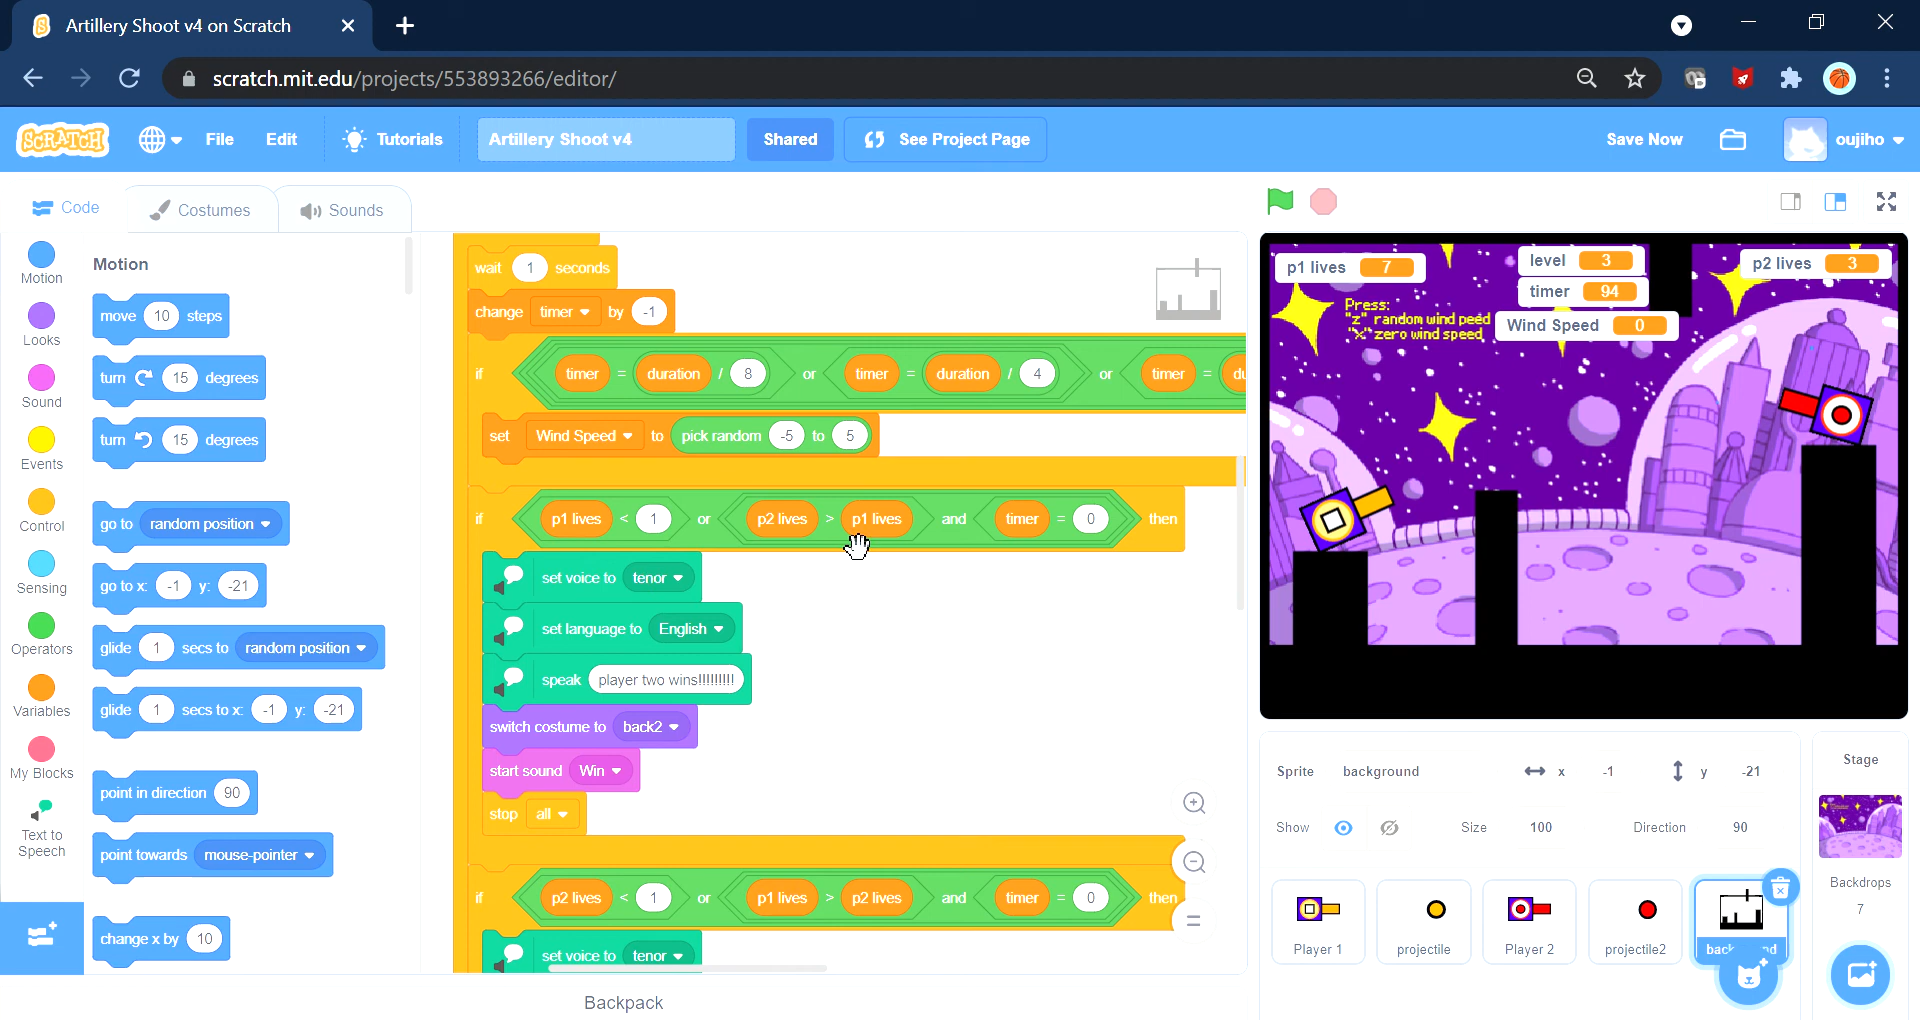 Artillery Shoot v4 on Scratch
scratch.mit.edu/projects/553893266/editor/
SCRATCH File Edit Tutorials Artillery Shoot v4 Shared See Project Page Save Now oujiho
Code Costumes Sounds
Motion
Looks
Sound
Events
Control
Sensing
Operators
Variables
My Blocks
Text to
Speech
Motion
move 10 steps
turn 15 degrees
turn 15 degrees
go to random position
go to x: -1 y: -21
glide 1 secs to random position
glide 1 secs to x: -1 y: -21
point in direction 90
point towards mouse-pointer
change x by 10
wait 1 seconds
change timer by -1
if timer = duration / 8 or timer = duration / 4 or timer =
set Wind Speed to pick random -5 to 5
if p1 lives < 1 or p2 lives > p1 lives and timer = 0 then
set voice to tenor
set language to English
speak player two wins!!!!!!!!!
switch costume to back2
start sound Win
stop all
if p2 lives < 1 or p1 lives > p2 lives and timer = 0 then
set voice to tenor
Backpack
p1 lives 7
level 3
p2 lives 3
timer 94
Wind Speed 0
Press:
"z" random wind peed
"x" zero wind speed
Sprite background x -1 y -21
Show Size 100 Direction 90
Player 1
projectile
Player 2
projectile2
Stage
Backdrops
7